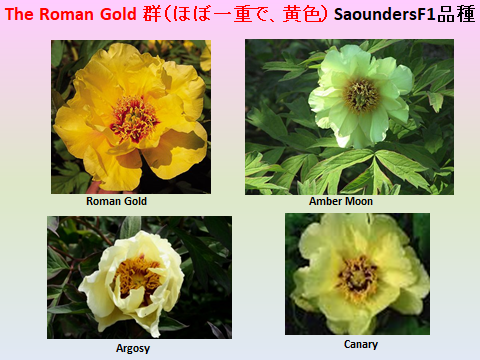 The Roman Gold 群(ほぼ一重で、黄色) SaoundersF1品種
Roman Gold
Amber Moon
Argosy
Canary